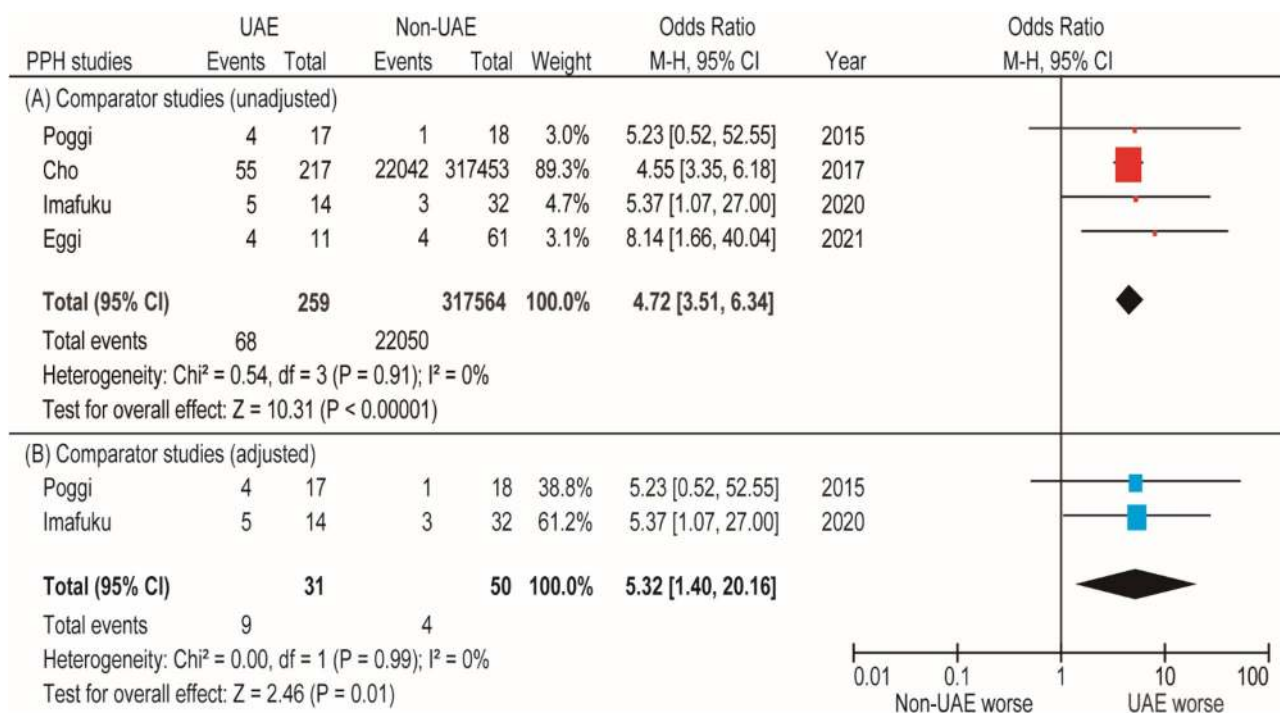 UAE Non-UAE Odds Ratio Odds Ratio
PPH studies Events Total Events Total Weight M-H, 95% CI Year M-H, 95% CI
(A) Comparator studies (unadjusted)
Poggi 4 17 1 18 3.0% 5.23 [0.52, 52.55] 2015
Cho 55 217 22042 317453 89.3% 4.55 [3.35, 6.18] 2017
Imafuku 5 14 3 32 4.7% 5.37 [1.07, 27.00] 2020
Eggi 4 11 4 61 3.1% 8.14 [1.66, 40.04] 2021
Total (95% CI) 259 317564 100.0% 4.72 [3.51, 6.34]
Total events 68 22050
Heterogeneity: Chi² = 0.54, df = 3 (P = 0.91); I² = 0%
Test for overall effect: Z = 10.31 (P < 0.00001)
(B) Comparator studies (adjusted)
Poggi 4 17 1 18 38.8% 5.23 [0.52, 52.55] 2015
Imafuku 5 14 3 32 61.2% 5.37 [1.07, 27.00] 2020
Total (95% CI) 31 50 100.0% 5.32 [1.40, 20.16]
Total events 9 4
Heterogeneity: Chi² = 0.00, df = 1 (P = 0.99); I² = 0%
Test for overall effect: Z = 2.46 (P = 0.01)
0.01 0.1 1 10 100
Non-UAE worse UAE worse